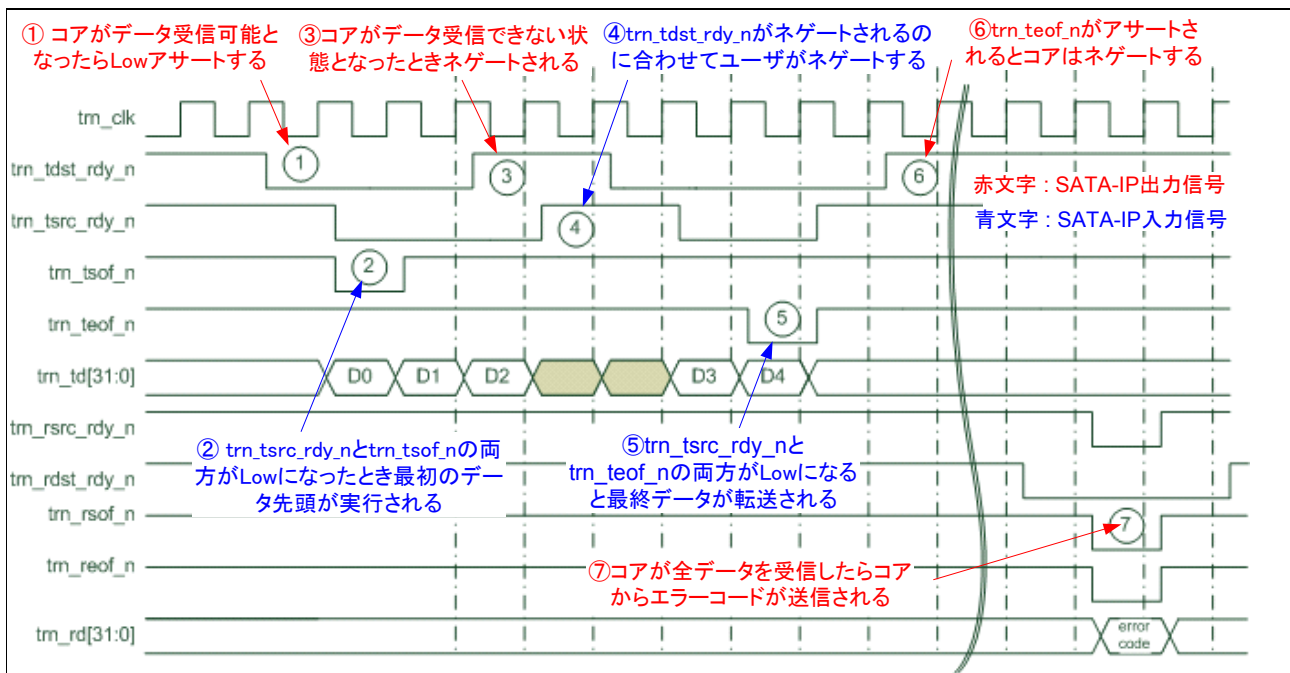 ① コアがデータ受信可能と
なったらLowアサートする
③コアがデータ受信できない状
態となったときネゲートされる
④trn_tdst_rdy_nがネゲートされるの
に合わせてユーザがネゲートする
⑥trn_teof_nがアサートさ
れるとコアはネゲートする
trn_clk
trn_tdst_rdy_n
①
③
⑥
赤文字 : SATA-IP出力信号
trn_tsrc_rdy_n
④
青文字 : SATA-IP入力信号
trn_tsof_n
②
trn_teof_n
⑤
trn_td[31:0]
D0
D1
D2
D3
D4
trn_rsrc_rdy_n
② trn_tsrc_rdy_nとtrn_tsof_nの両
方がLowになったとき最初のデー
タ先頭が実行される
⑤trn_tsrc_rdy_nと
trn_teof_nの両方がLowになる
と最終データが転送される
trn_rdst_rdy_n
trn_rsof_n
⑦
trn_reof_n
⑦コアが全データを受信したらコア
からエラーコードが送信される
trn_rd[31:0]
error
code